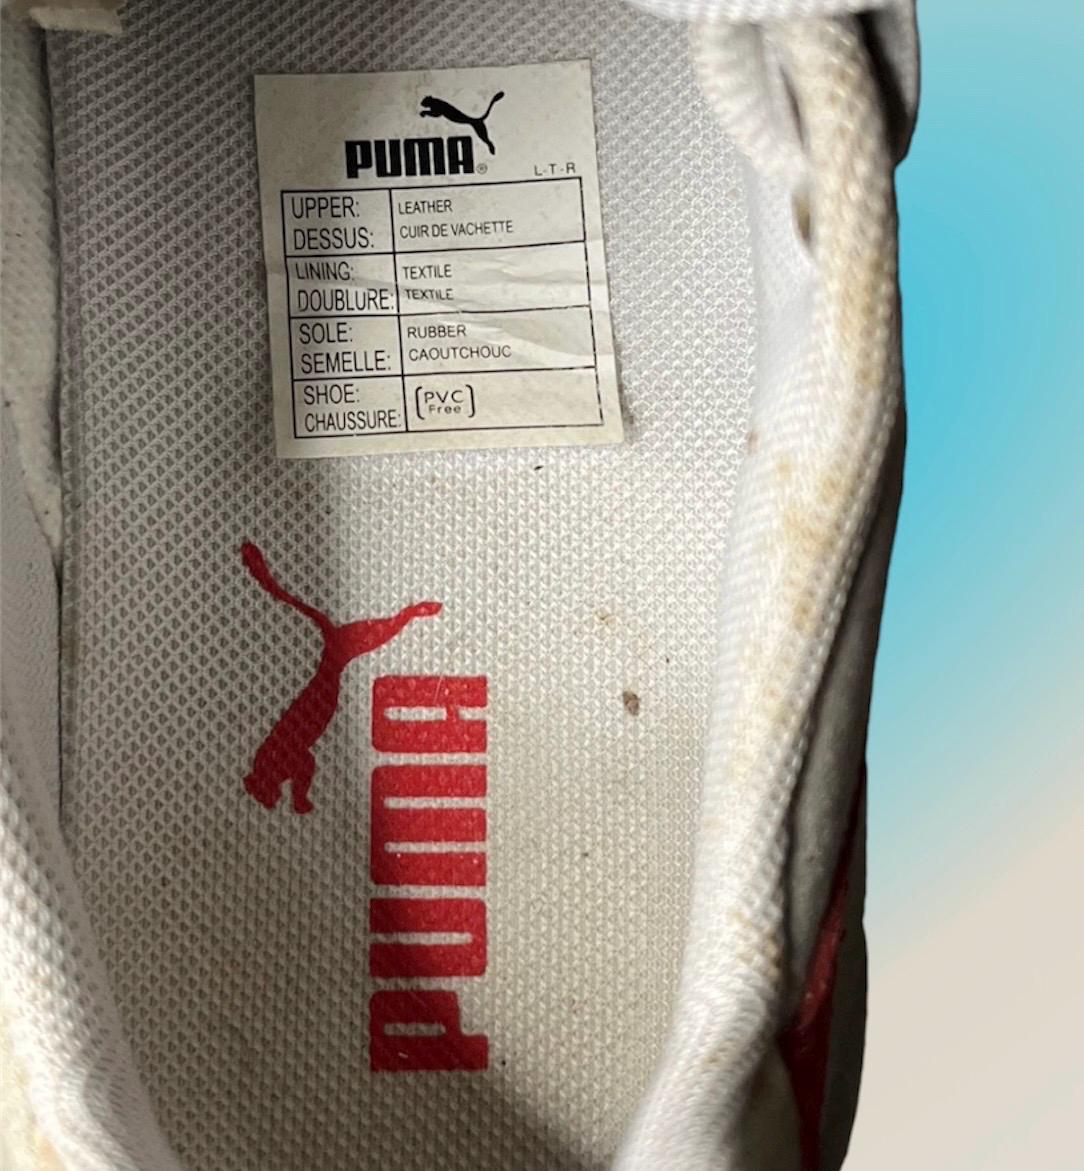 PUMA®
L-T-R
UPPER: LEATHER
DESSUS: CUIR DE VACHETTE
LINING: TEXTILE
DOUBLURE: TEXTILE
SOLE: RUBBER
SEMELLE: CAOUTCHOUC
SHOE: PVC
CHAUSSURE: Free
PUMA